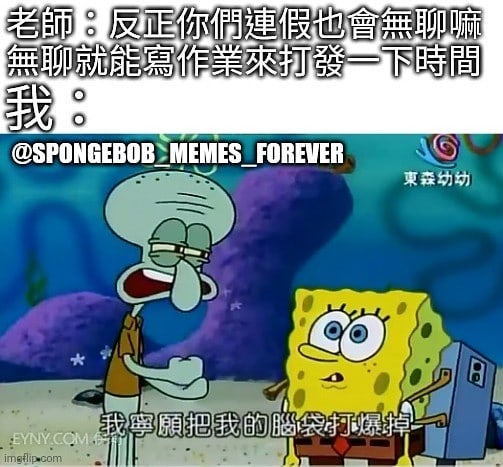 老師：反正你們連假也會無聊嘛
無聊就能寫作業來打發一下時間
我：
@SPONGEBOB_MEMES_FOREVER
東森幼幼
我寧願把我的腦袋打爆掉
EYNY.COM
imgflip.com